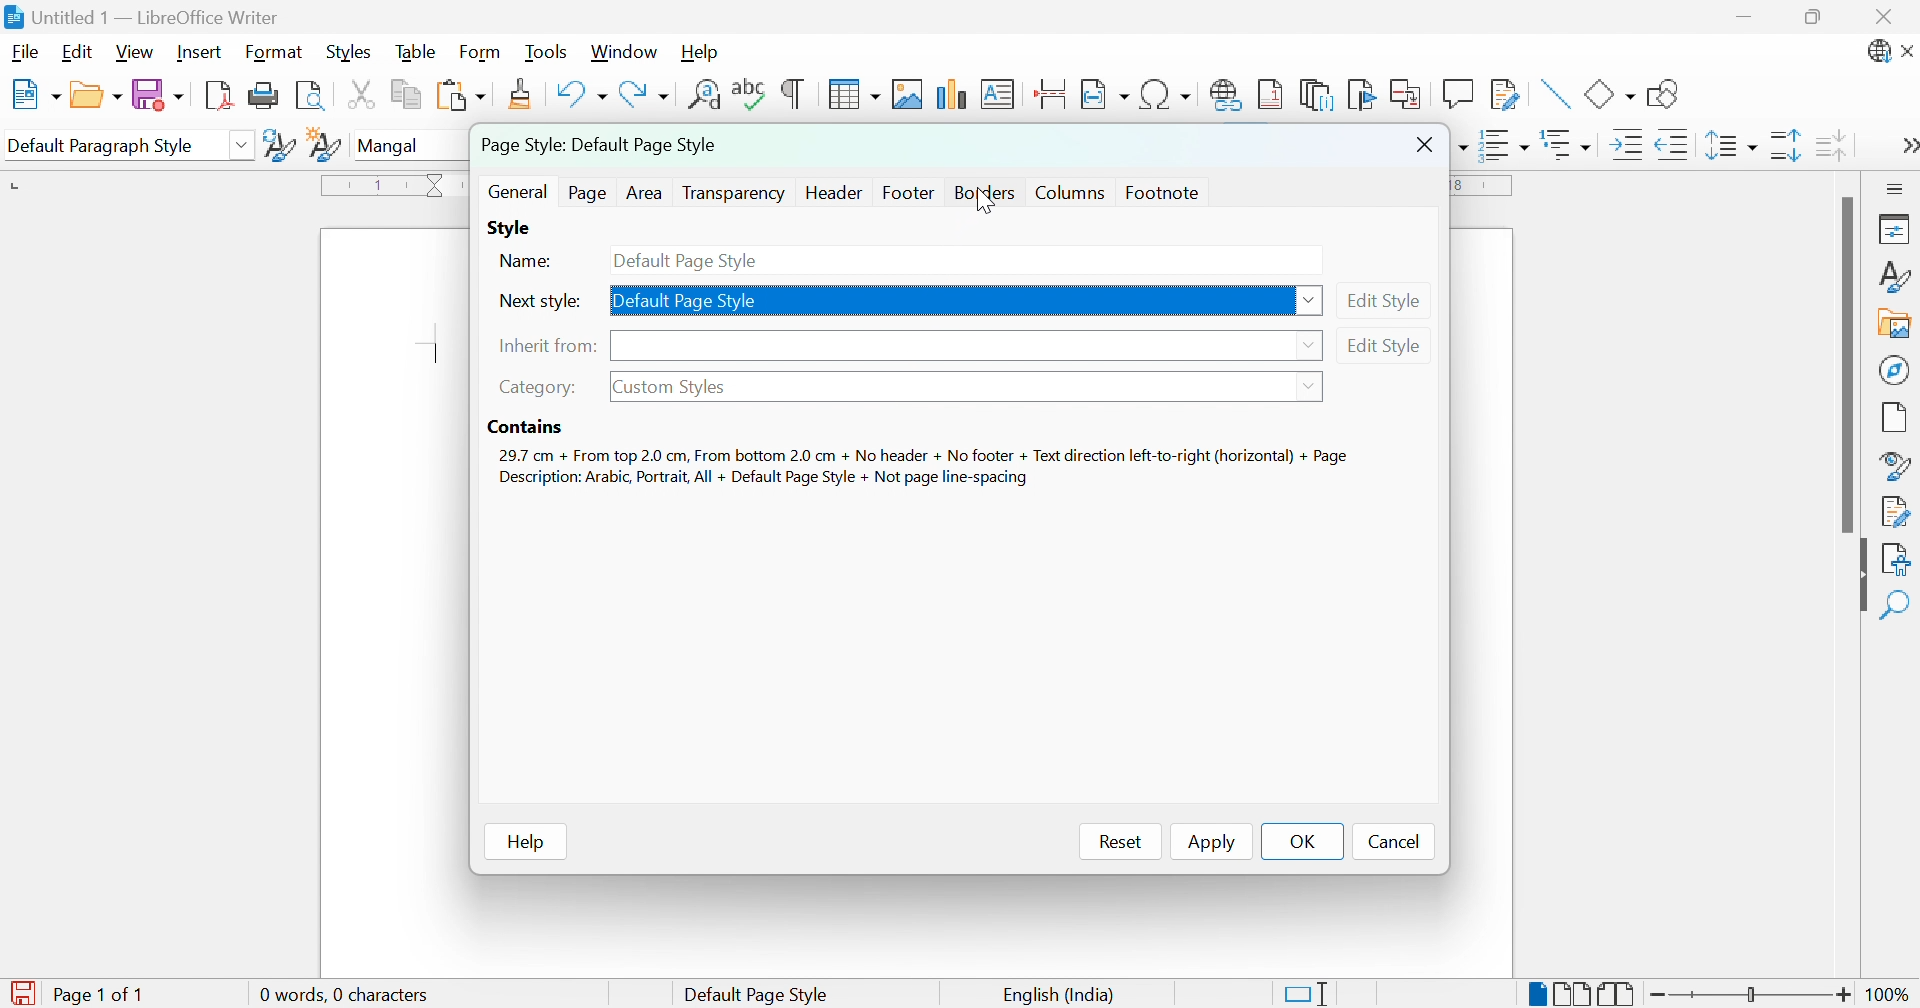 Untitled 1 — LibreOffice Writer
File Edit View Insert Format Styles Table Form Tools Window Help
Default Paragraph Style
Mangal
Page Style: Default Page Style
1
18
General Page Area Transparency Header Footer Borders Columns Footnote
Style
Name: Default Page Style
Next style: Default Page Style Edit Style
Inherit from: Edit Style
Category: Custom Styles
Contains
29.7 cm + From top 2.0 cm, From bottom 2.0 cm + No header + No footer + Text direction left-to-right (horizontal) + Page
Description: Arabic, Portrait, All + Default Page Style + Not page line-spacing
Help Reset Apply OK Cancel
Page 1 of 1 0 words, 0 characters Default Page Style English (India) 100%